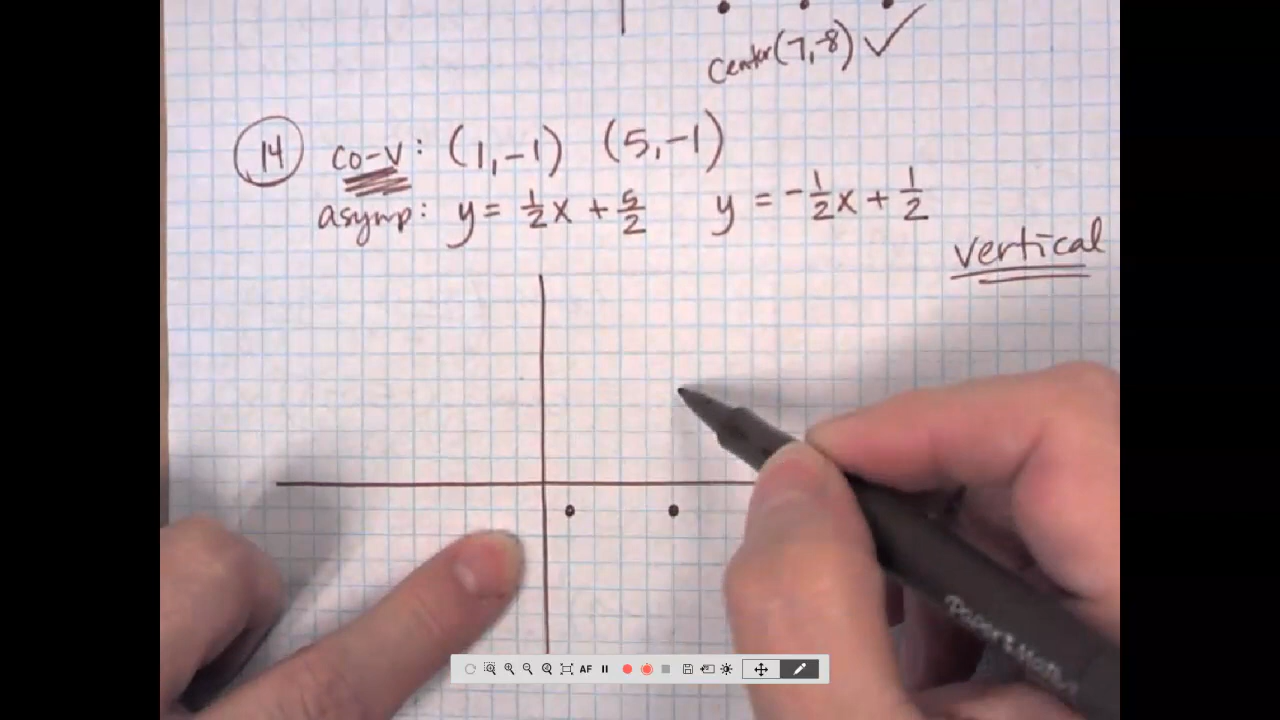 Center(7,-8) ✓
14 Co-V: (1,-1) (5,-1)
asymp: y = 1/2x + 5/2 y = -1/2x + 1/2
vertical
AF